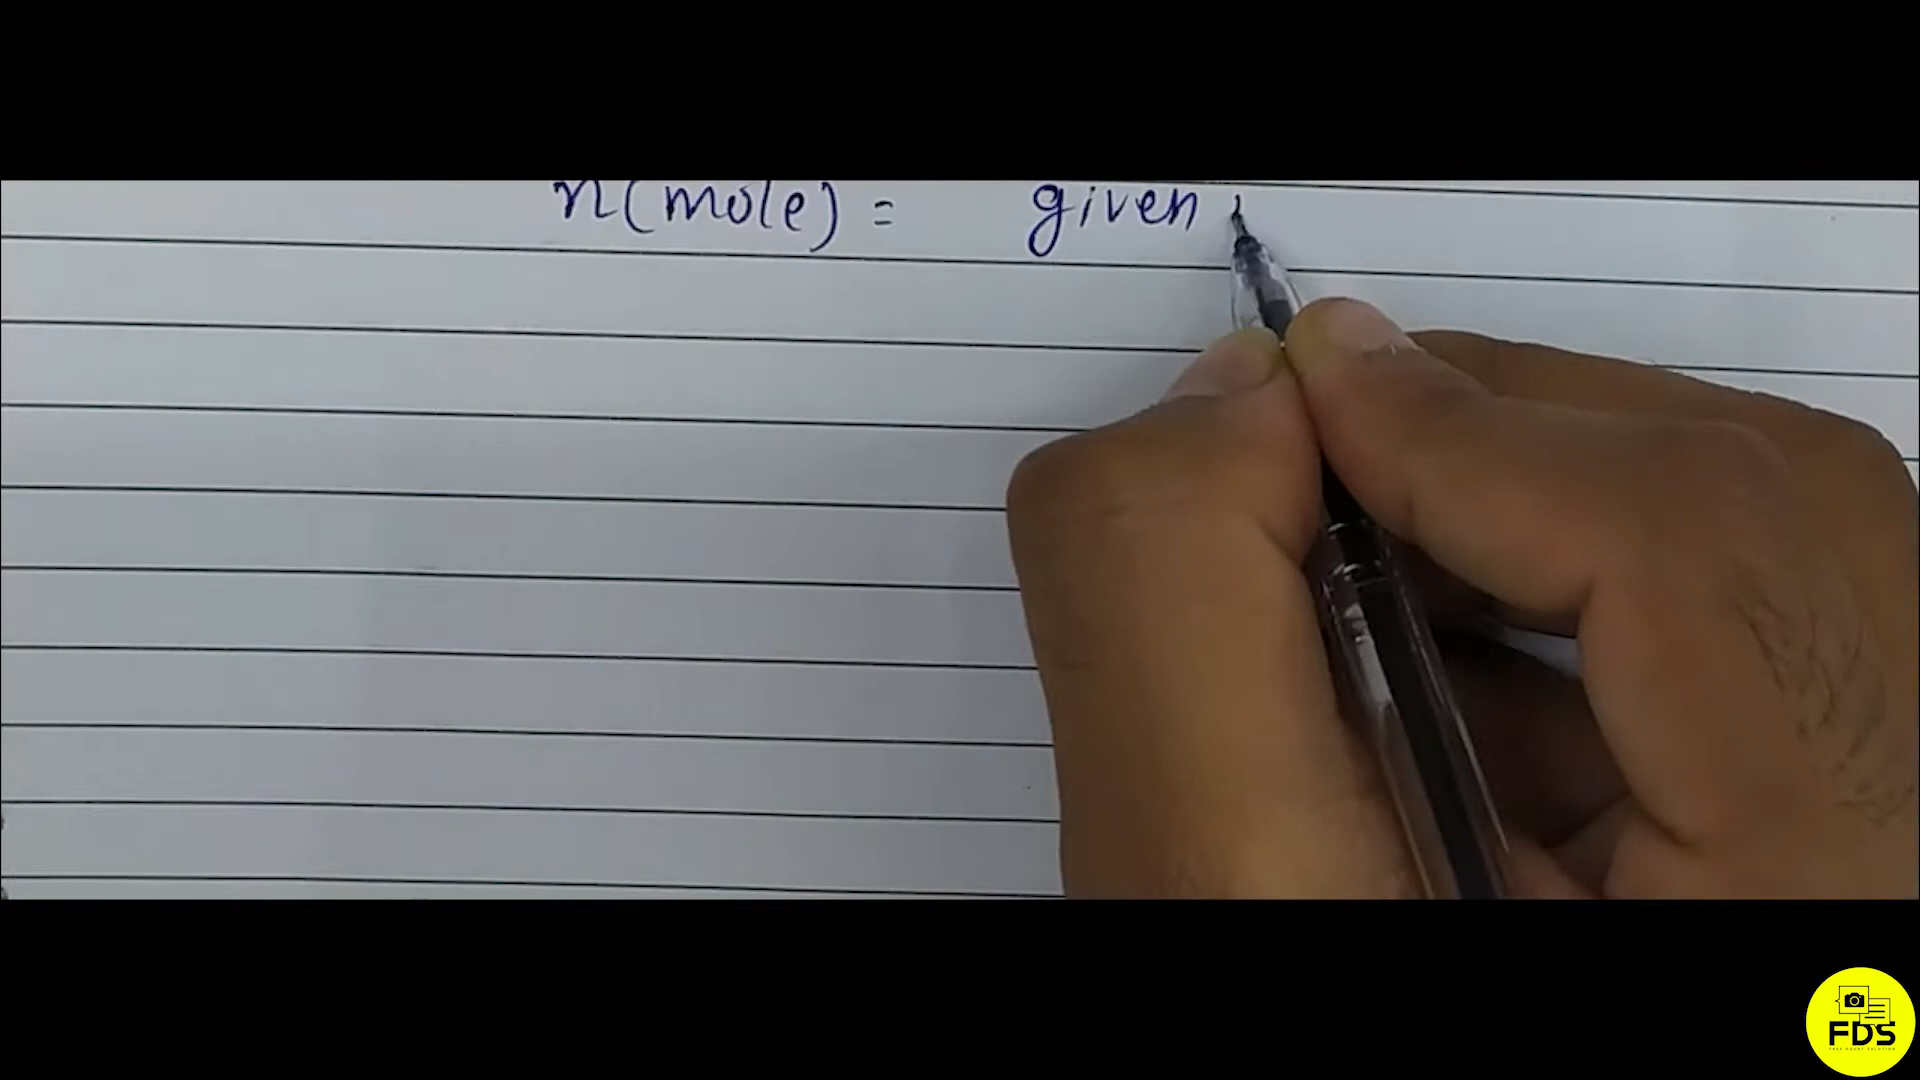 n(mole) = given
FDS